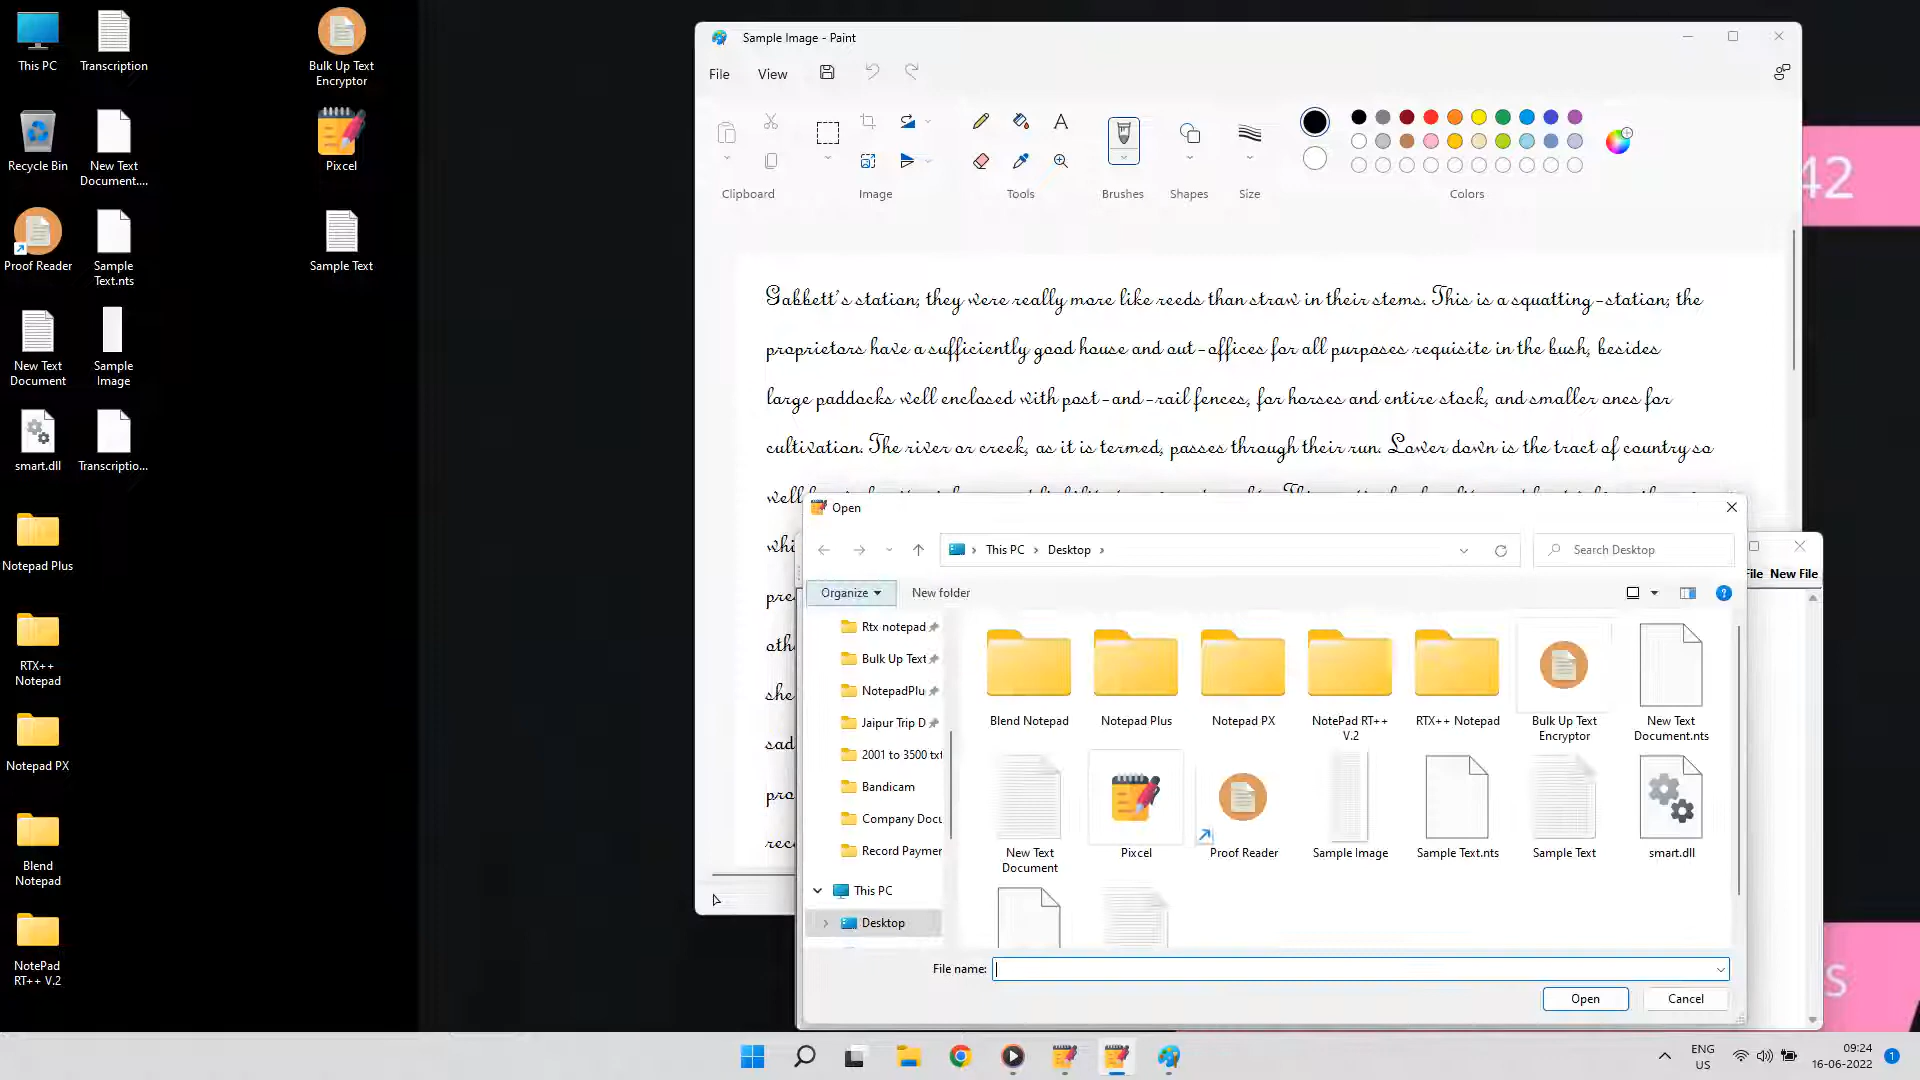 This PC
Transcription
Bulk Up Text
Encryptor
Recycle Bin
New Text
Document....
Pixcel
Proof Reader
Sample
Text.nts
Sample Text
New Text
Document
Sample
Image
smart.dll
Transcriptio...
Notepad Plus
RTX++
Notepad
Notepad PX
Blend
Notepad
NotePad
RT++ V.2
Sample Image - Paint
File
View
Clipboard
Image
Tools
Brushes
Shapes
Size
Colors
Gabbett's station; they were really more like reeds than straw in their stems. This is a squatting-station; the
proprietors have a sufficiently good house and out-offices for all purposes requisite in the bush, besides
large paddocks well enclosed with post-and-rail fences, for horses and entire stock, and smaller ones for
cultivation. The river or creek, as it is termed, passes through their run. Lower down is the tract of country so
well
whi
pre
oth
she
sad
pro
rec
Open
This PC
Desktop
Search Desktop
Organize
New folder
Rtx notepad
Bulk Up Text
NotepadPlu
Jaipur Trip D
2001 to 3500 txt
Bandicam
Company Docu
Record Paymer
This PC
Desktop
Blend Notepad
Notepad Plus
Notepad PX
NotePad RT++
V.2
RTX++ Notepad
Bulk Up Text
Encryptor
New Text
Document.nts
New Text
Document
Pixcel
Proof Reader
Sample Image
Sample Text.nts
Sample Text
smart.dll
File name:
Open
Cancel
File
New File
42
S
ENG
US
09:24
16-06-2022
1